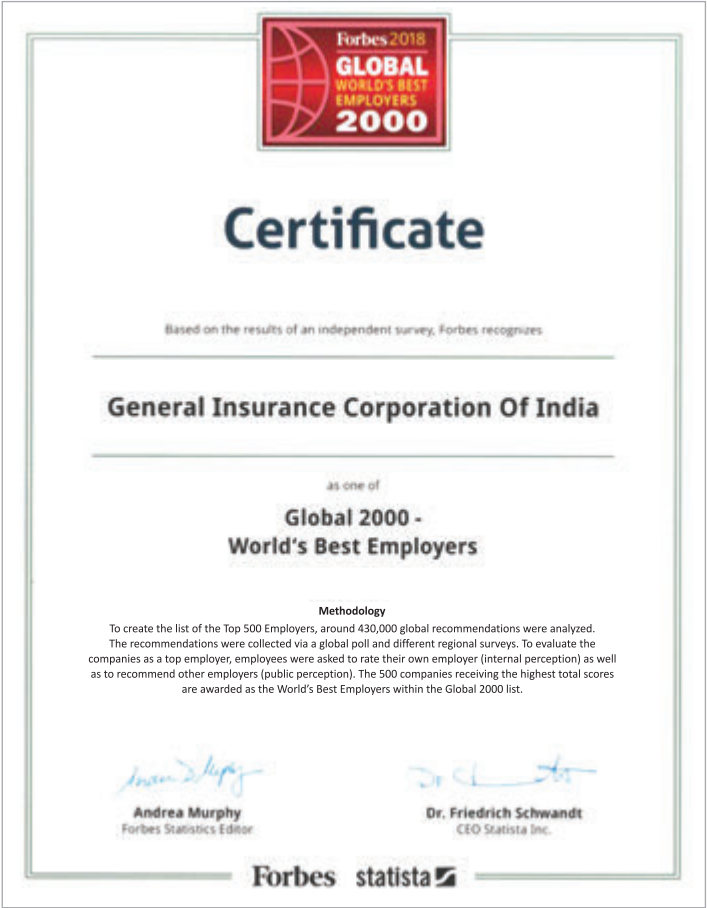 Forbes 2018
GLOBAL
WORLD'S BEST
EMPLOYERS
2000
Certificate
Based on the results of an independent survey, Forbes recognizes
General Insurance Corporation Of India
as one of
Global 2000 -
World's Best Employers
Methodology
To create the list of the Top 500 Employers, around 430,000 global recommendations were analyzed.
The recommendations were collected via a global poll and different regional surveys. To evaluate the
companies as a top employer, employees were asked to rate their own employer (internal perception) as well
as to recommend other employers (public perception). The 500 companies receiving the highest total scores
are awarded as the World's Best Employers within the Global 2000 list.
Andrea Murphy
Forbes Statistics Editor
Dr. Friedrich Schwandt
CEO Statista Inc.
Forbes statista